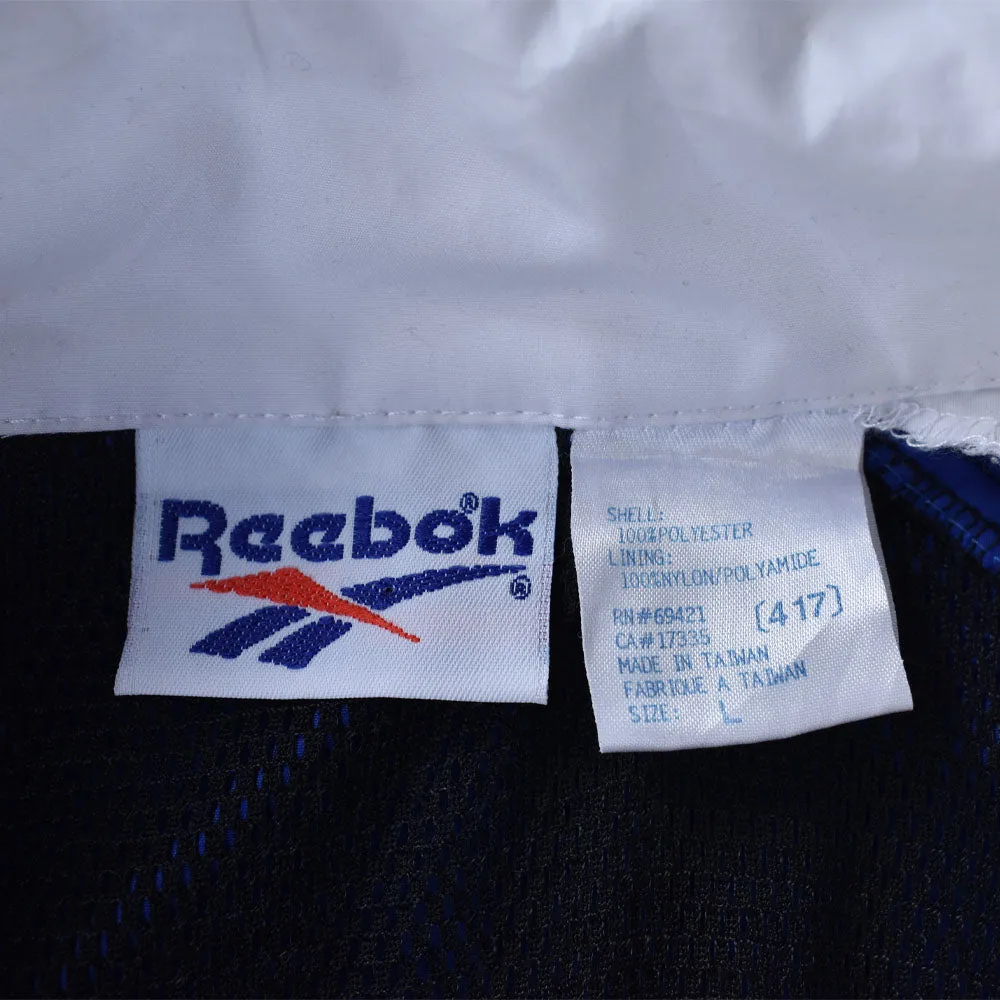 Reebok®
®
SHELL:
100%POLYESTER
LINING:
100%NYLON/POLYAMIDE
RN#69421
[417]
CA#17335
MADE IN TAIWAN
FABRIQUE A TAIWAN
SIZE: L